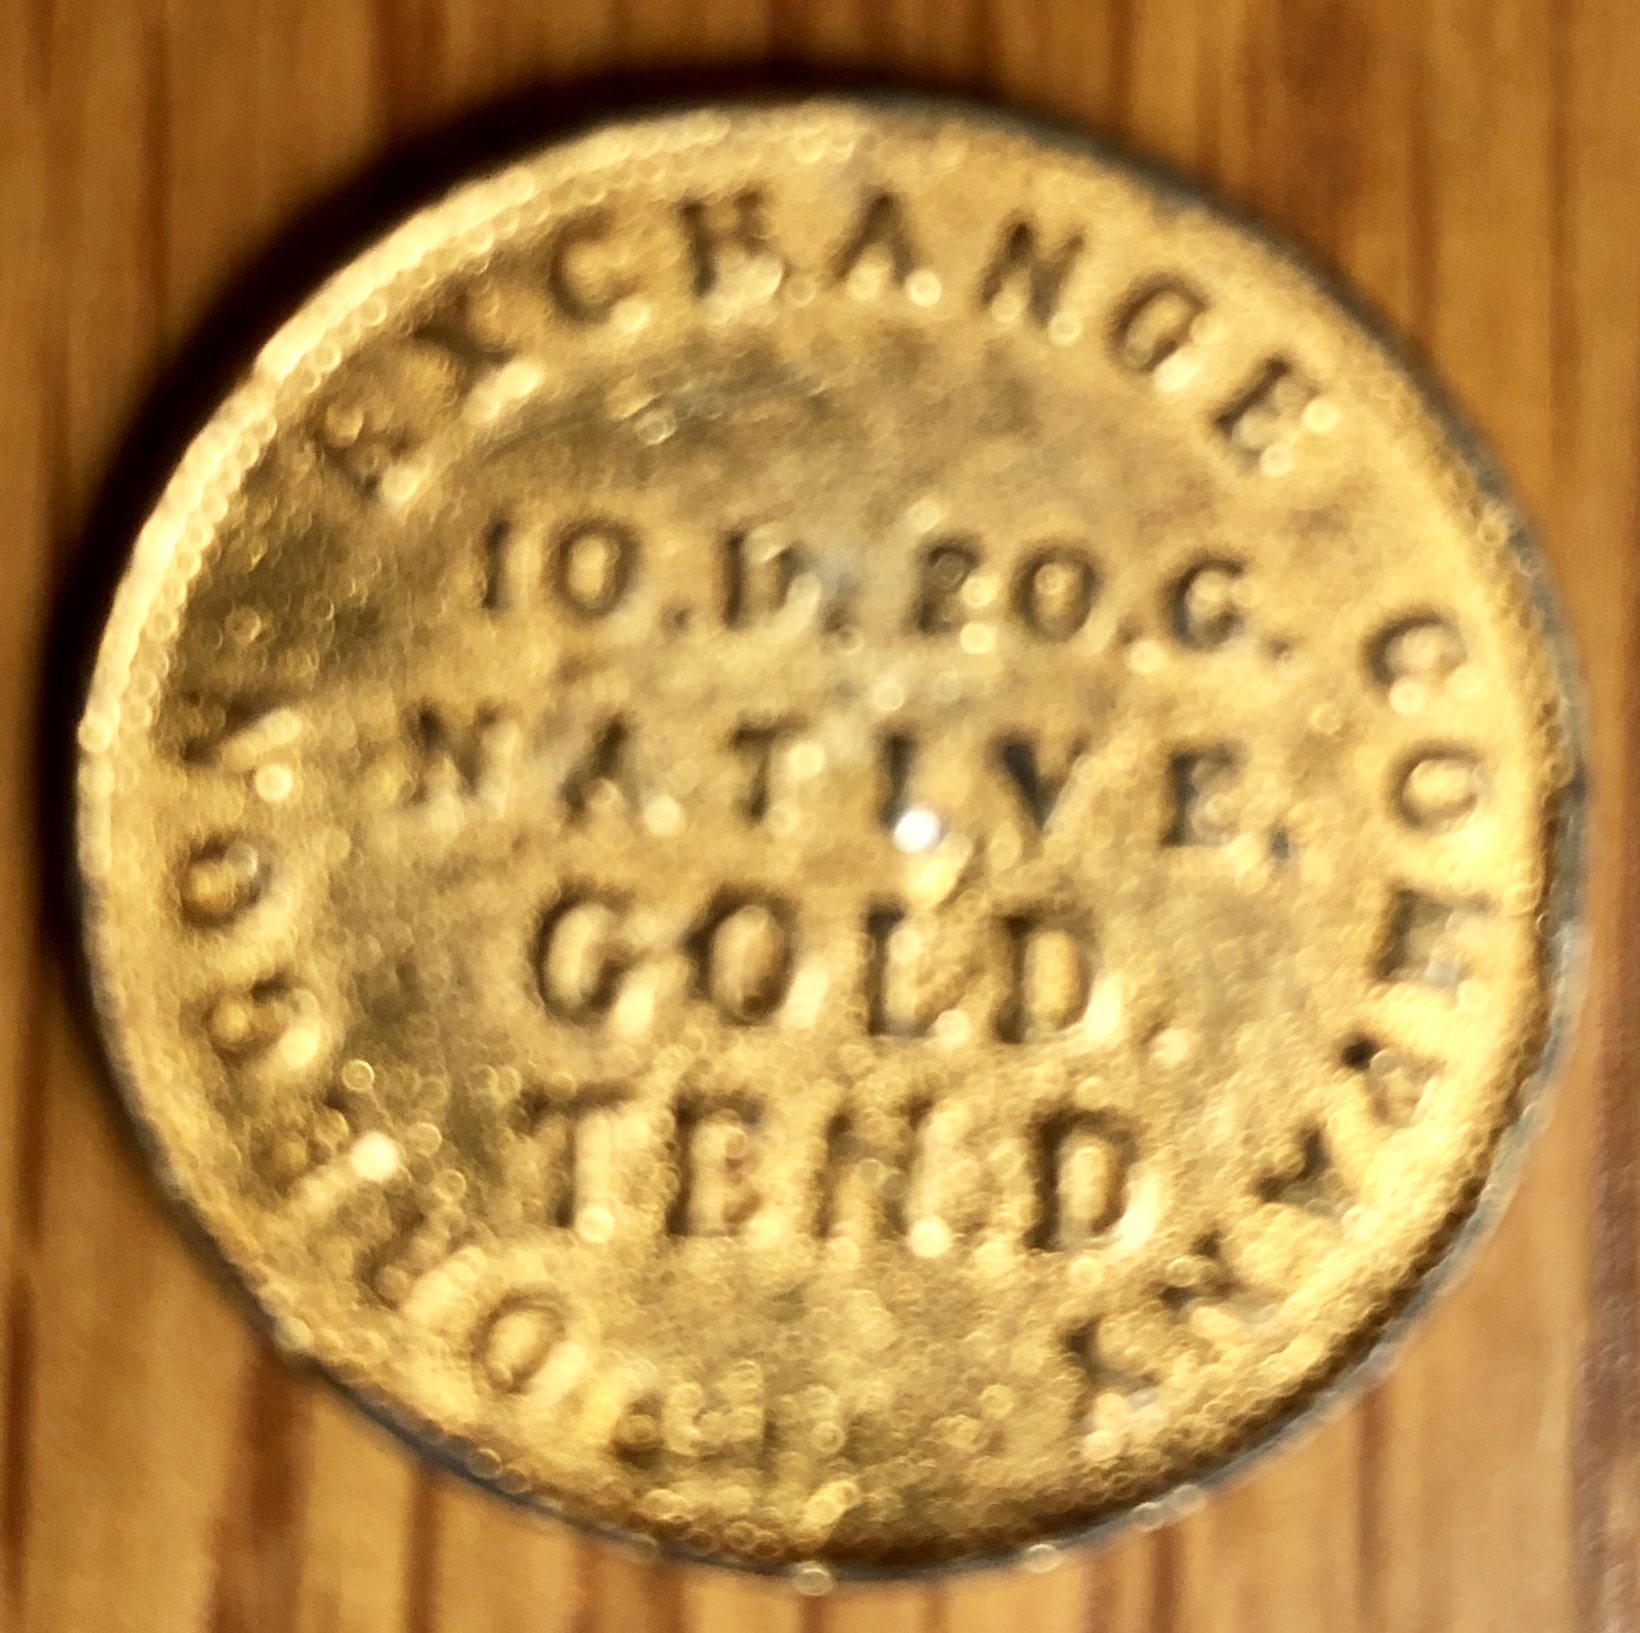 OREGON EXCHANGE COMPANY
10.D.20.G.
NATIVE.
GOLD.
TEN D